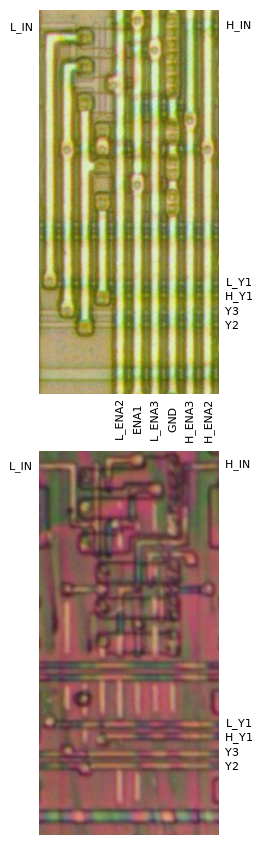 L_IN H_IN
L_Y1
H_Y1
Y3
Y2
L_ENA2 ENA1 L_ENA3 GND H_ENA3 H_ENA2
L_IN H_IN
L_Y1
H_Y1
Y3
Y2